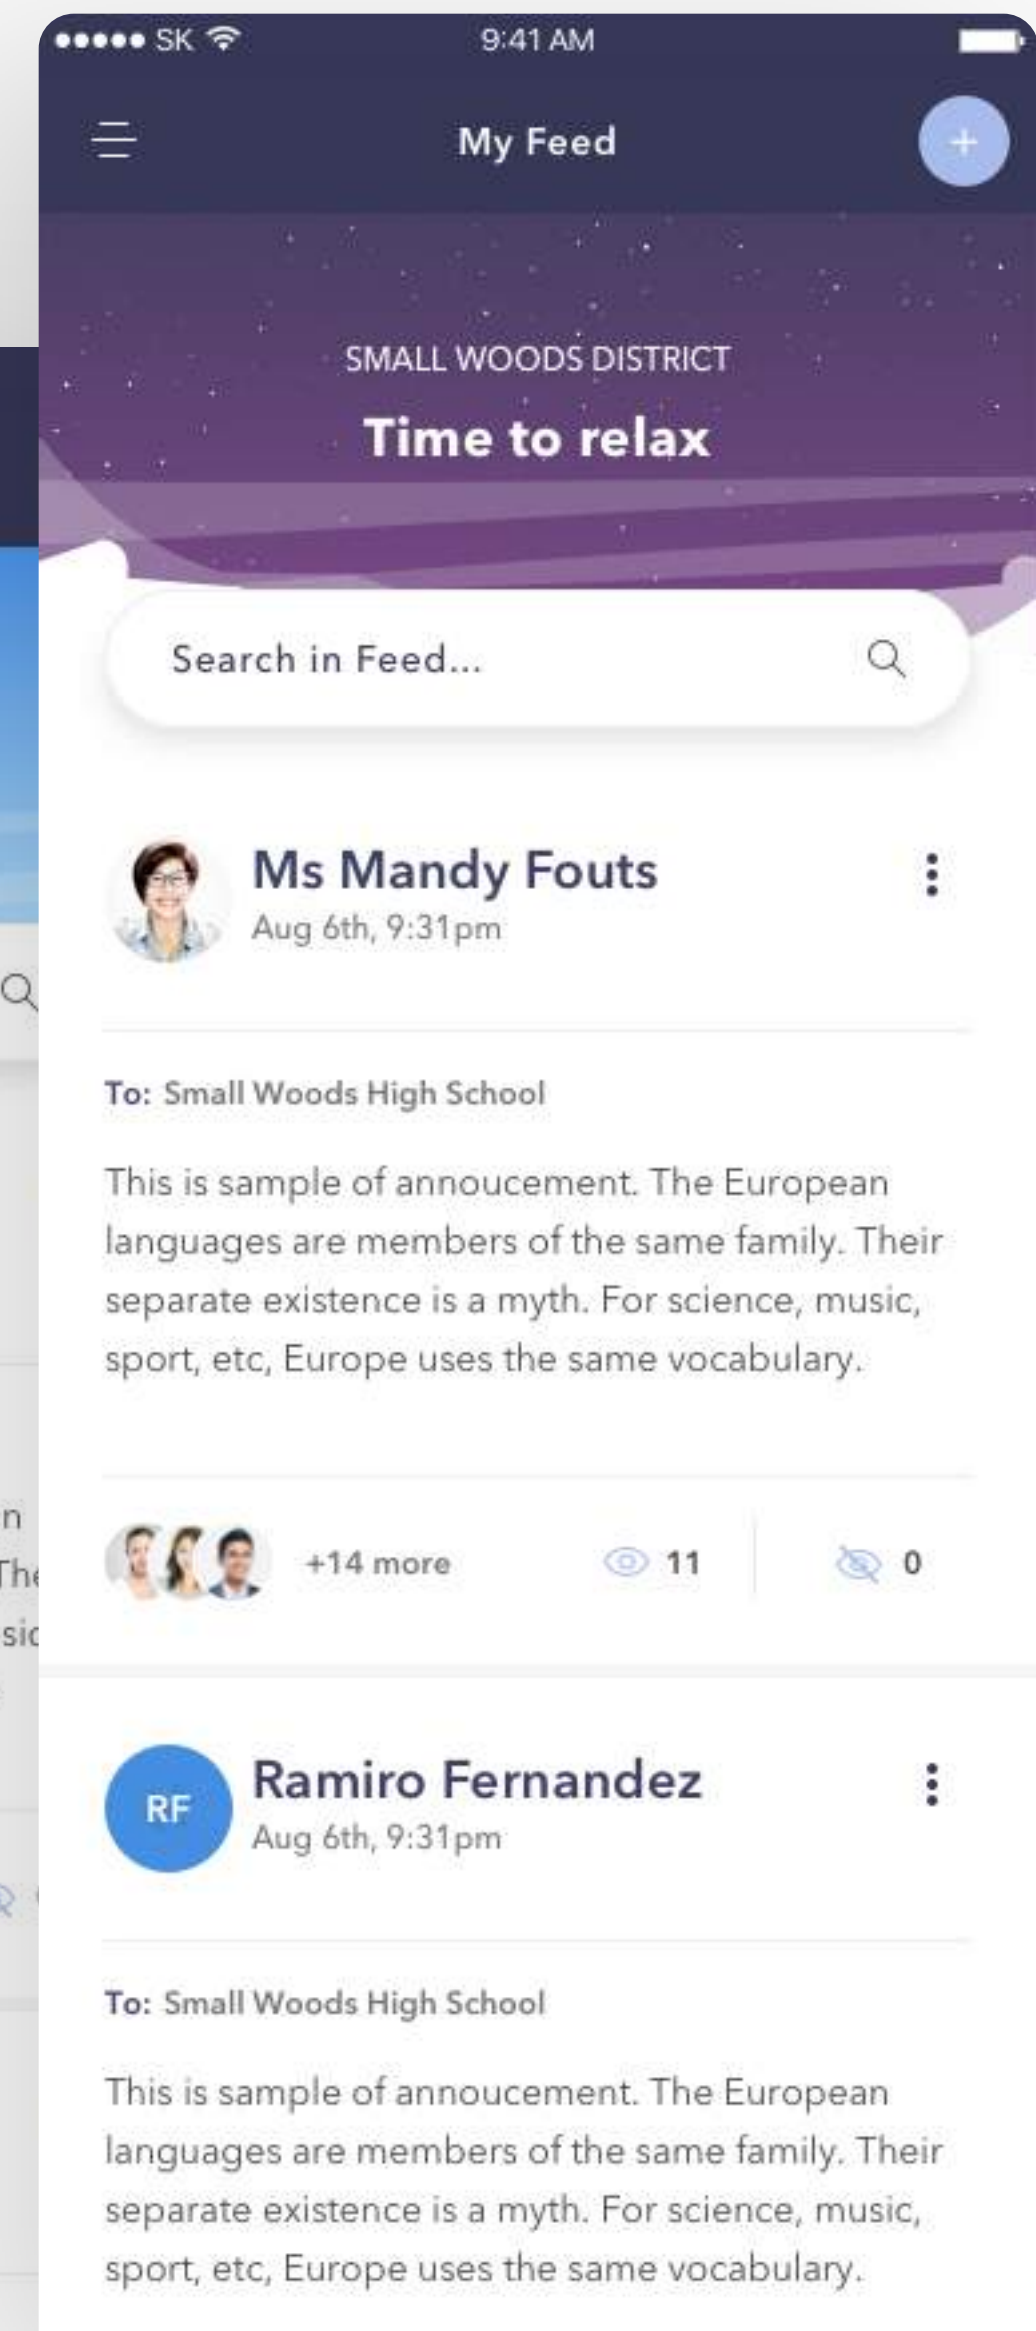 SK
9:41 AM
My Feed
SMALL WOODS DISTRICT
Time to relax
Search in Feed...
Ms Mandy Fouts
Aug 6th, 9:31pm
To: Small Woods High School
This is sample of annoucement. The European
languages are members of the same family. Their
separate existence is a myth. For science, music,
sport, etc, Europe uses the same vocabulary.
+14 more
11
0
RF
Ramiro Fernandez
Aug 6th, 9:31pm
To: Small Woods High School
This is sample of annoucement. The European
languages are members of the same family. Their
separate existence is a myth. For science, music,
sport, etc, Europe uses the same vocabulary.